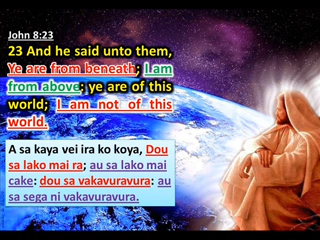 John 8:23
23 And he said unto them,
Ye are from beneath; I am
from above; ye are of this
world; I am not of this
world.
A sa kaya vei ira ko koya, Dou
sa lako mai ra; au sa lako mai
cake: dou sa vakavuravura: au
sa sega ni vakavuravura.